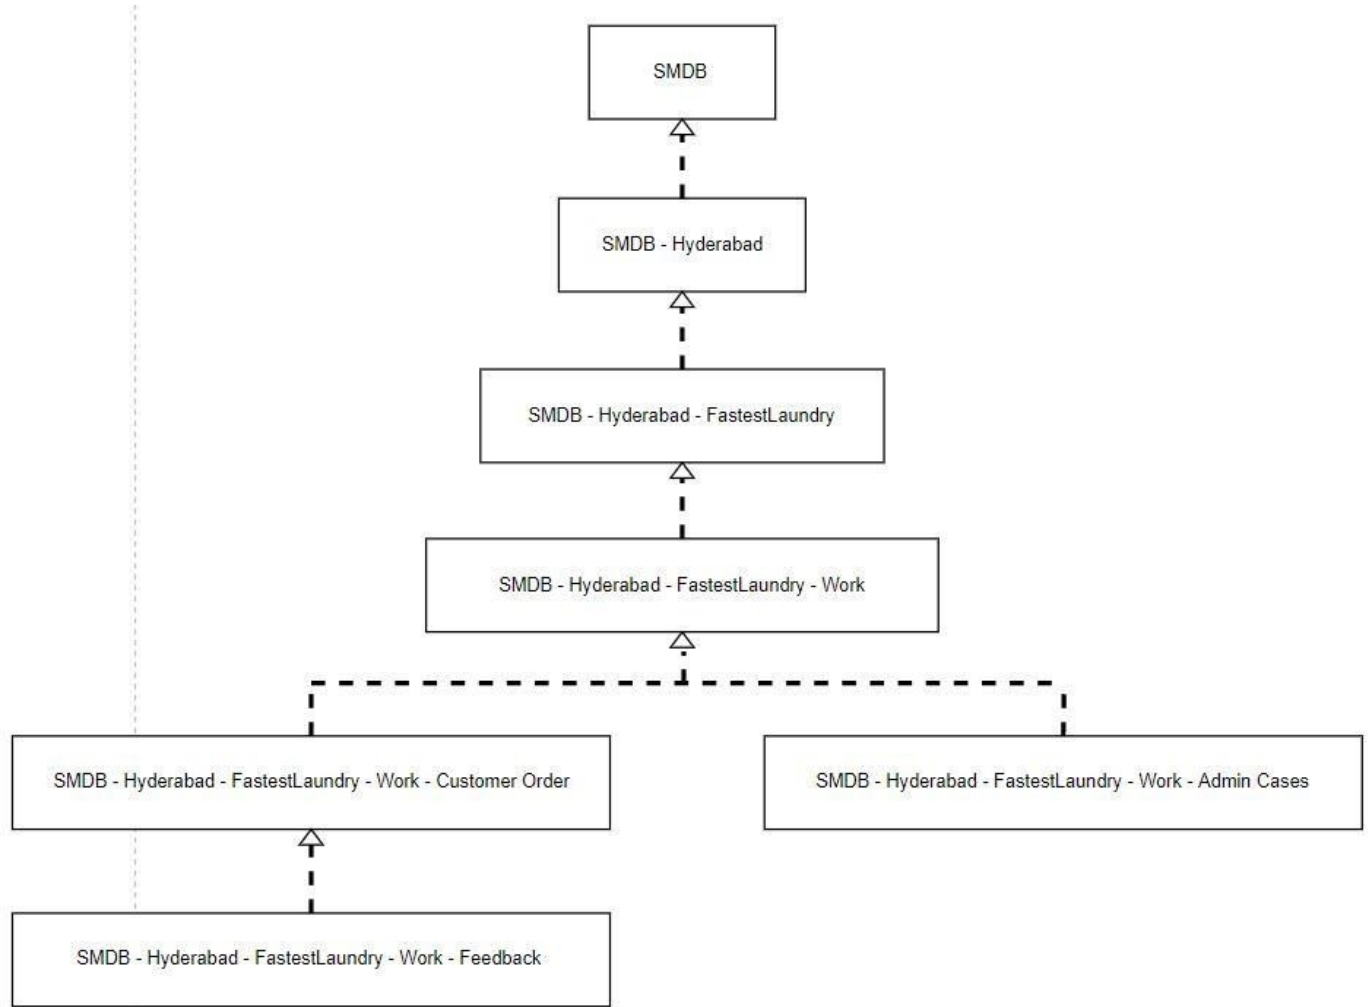 SMDB
SMDB - Hyderabad
SMDB - Hyderabad - FastestLaundry
SMDB - Hyderabad - FastestLaundry - Work
SMDB - Hyderabad - FastestLaundry - Work - Customer Order
SMDB - Hyderabad - FastestLaundry - Work - Admin Cases
SMDB - Hyderabad - FastestLaundry - Work - Feedback